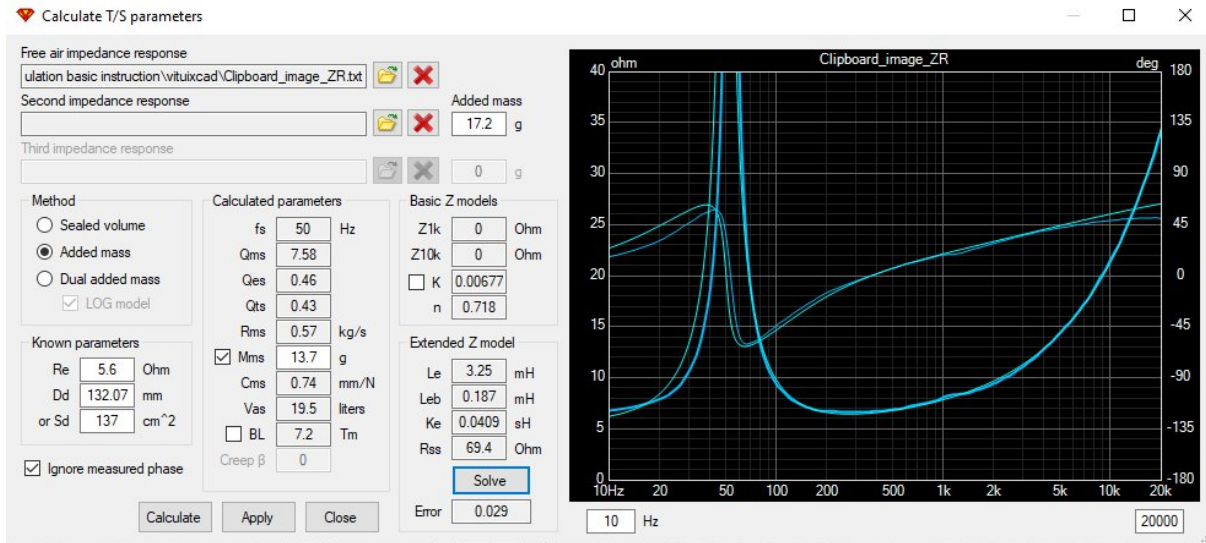 Calculate T/S parameters
Free air impedance response
ulation basic instruction\vituixcad\Clipboard_image_ZR.txt
Second impedance response
Added mass
17.2 g
Third impedance response
0 g
Method
Sealed volume
Added mass
Dual added mass
LOG model
Known parameters
Re 5.6 Ohm
Dd 132.07 mm
or Sd 137 cm^2
Ignore measured phase
Calculated parameters
fs 50 Hz
Qms 7.58
Qes 0.46
Qts 0.43
Rms 0.57 kg/s
Mms 13.7 g
Cms 0.74 mm/N
Vas 19.5 liters
BL 7.2 Tm
Creep β 0
Basic Z models
Z1k 0 Ohm
Z10k 0 Ohm
K 0.00677
n 0.718
Extended Z model
Le 3.25 mH
Leb 0.187 mH
Ke 0.0409 sH
Rss 69.4 Ohm
Solve
Error 0.029
Calculate Apply Close
Clipboard_image_ZR
ohm
deg
40
35
30
25
20
15
10
5
0
180
135
90
45
0
-45
-90
-135
-180
10Hz 20 50 100 200 500 1k 2k 5k 10k 20k
10 Hz
20000